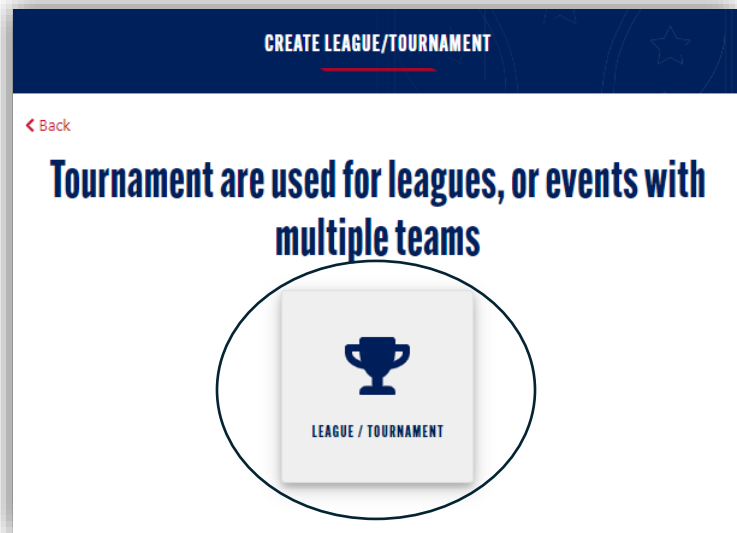 CREATE LEAGUE/TOURNAMENT
Back
Tournament are used for leagues, or events with
multiple teams
LEAGUE / TOURNAMENT